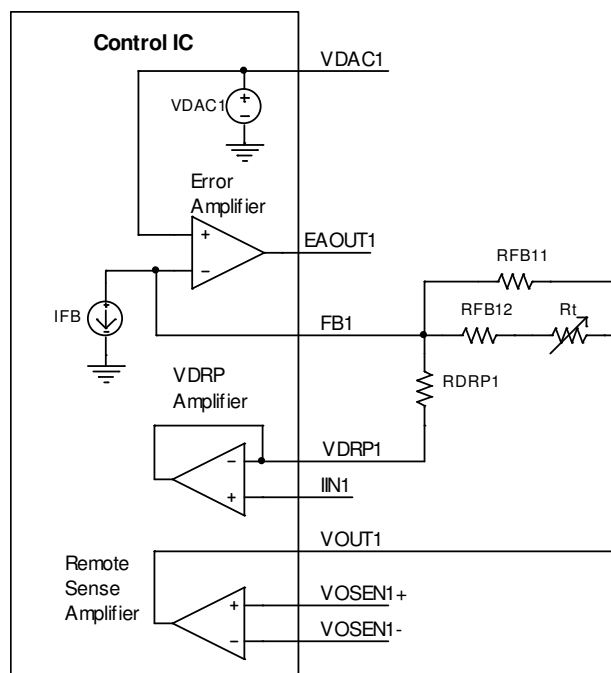 Control IC
VDAC1
VDAC1
+
−
Error
Amplifier
EAOUT1
+
−
RFB11
IFB
+
−
FB1
RFB12
Rt
VDRP
Amplifier
RDRP1
−
VDRP1
+
IIN1
VOUT1
Remote
Sense
Amplifier
+
VOSEN1+
−
VOSEN1-